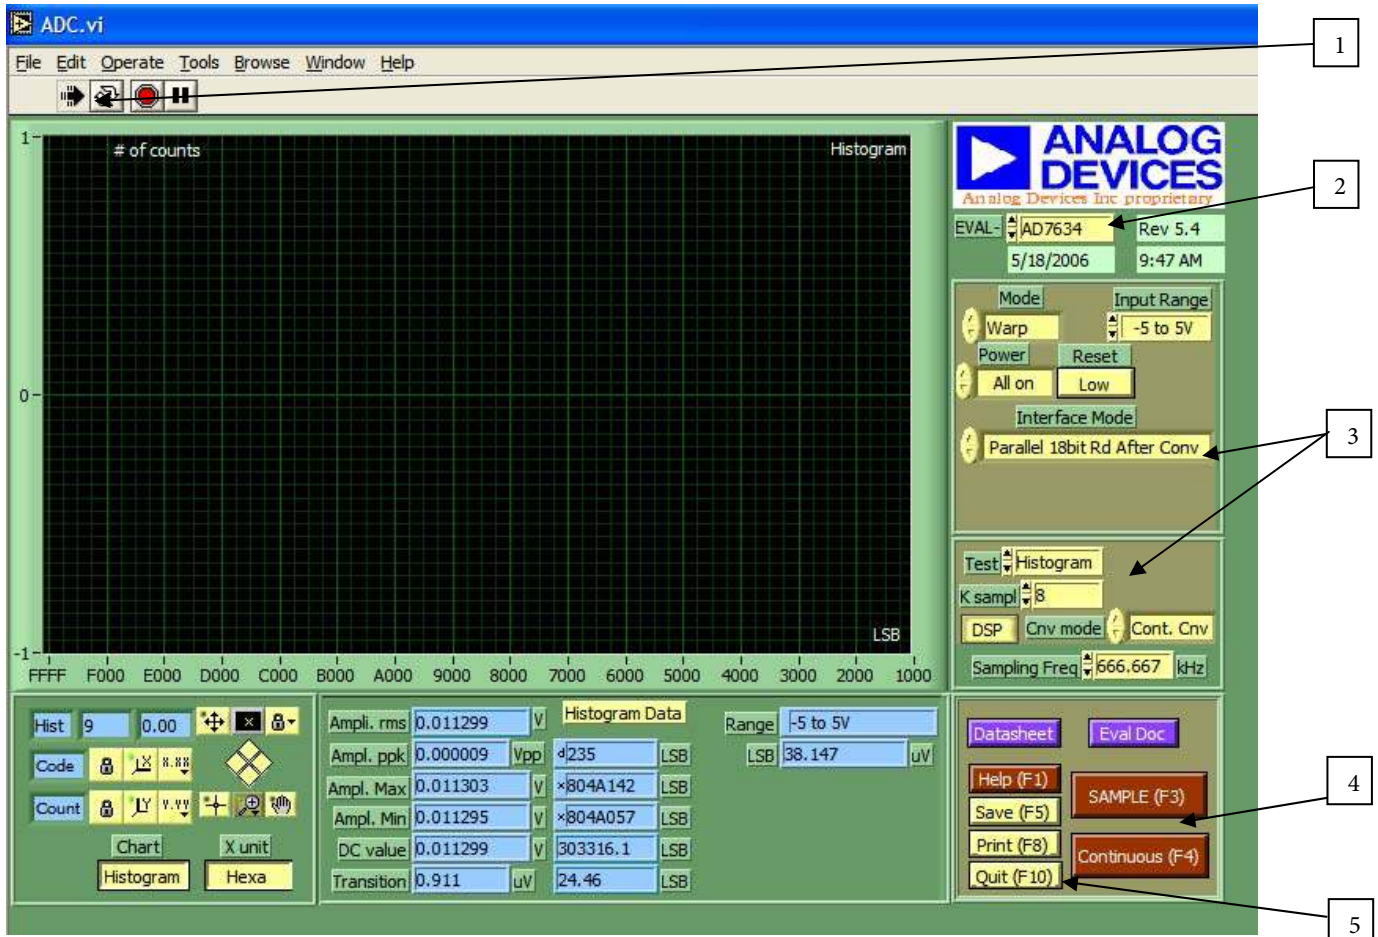 ADC.vi
File Edit Operate Tools Browse Window Help
1
# of counts
Histogram
1
0
-1
LSB
FFFF F000 E000 D000 C000 B000 A000 9000 8000 7000 6000 5000 4000 3000 2000 1000
ANALOG
DEVICES
Analog Devices Inc proprietary
2
EVAL- AD7634 Rev 5.4
5/18/2006 9:47 AM
Mode Input Range
Warp -5 to 5V
Power Reset
All on Low
Interface Mode
Parallel 18bit Rd After Conv
3
Test Histogram
K sampl 8
DSP Cnv mode Cont. Cnv
Sampling Freq 666.667 kHz
Hist 9 0.00
Code X X.XX
Count Y Y.YY
Chart X unit
Histogram Hexa
Ampli. rms 0.011299 V Histogram Data
Ampl. ppk 0.000009 Vpp d235 LSB
Ampl. Max 0.011303 V x804A142 LSB
Ampl. Min 0.011295 V x804A057 LSB
DC value 0.011299 V 303316.1 LSB
Transition 0.911 uV 24.46 LSB
Range -5 to 5V
LSB 38.147 uV
Datasheet Eval Doc
Help (F1)
SAMPLE (F3)
Save (F5)
Print (F8)
Continuous (F4)
Quit (F10)
4
5